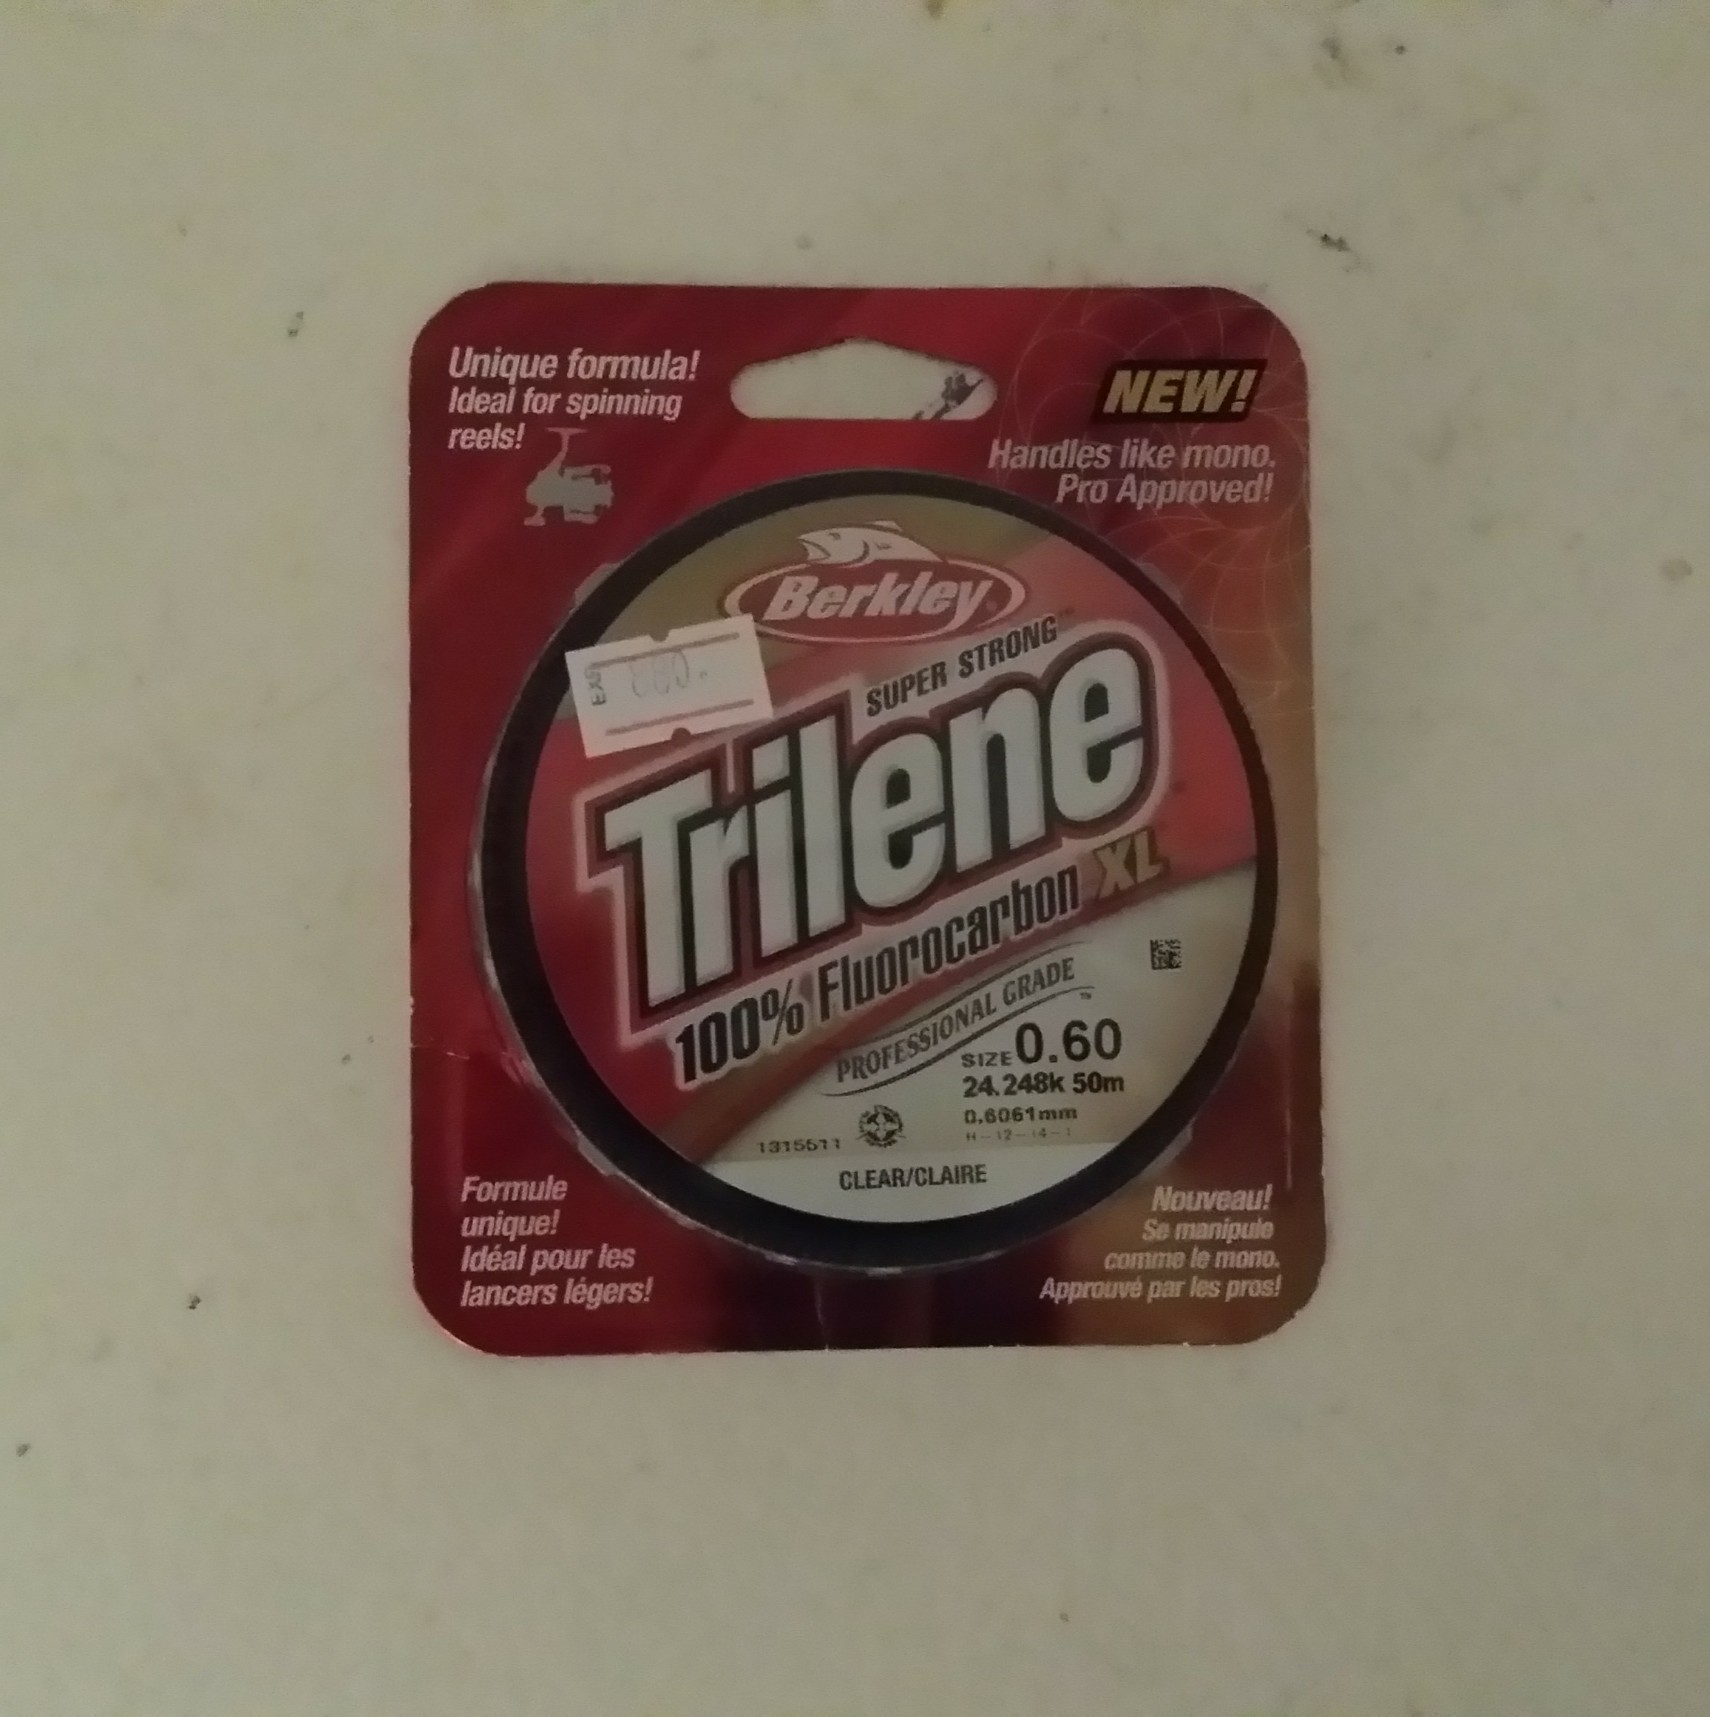 Unique formula!
Ideal for spinning
reels!
NEW!
Handles like mono.
Pro Approved!
Berkley
SUPER STRONG™
Trilene
100% Fluorocarbon XL
PROFESSIONAL GRADE™
SIZE 0.60
24.248k 50m
0.6061mm
1315511
CLEAR/CLAIRE
Formule
unique!
Idéal pour les
lancers légers!
Nouveau!
Se manipule
comme le mono.
Approuvé par les pros!